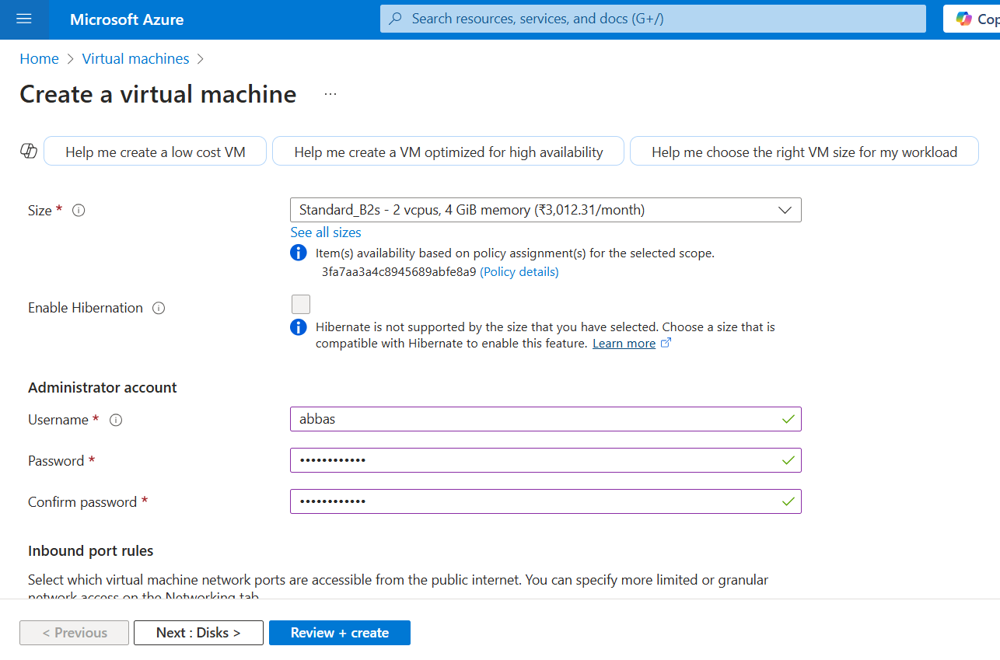 Microsoft Azure
Search resources, services, and docs (G+/)
Home > Virtual machines >
Create a virtual machine ...
Help me create a low cost VM
Help me create a VM optimized for high availability
Help me choose the right VM size for my workload
Size *
Standard_B2s - 2 vcpus, 4 GiB memory (₹3,012.31/month)
See all sizes
Item(s) availability based on policy assignment(s) for the selected scope.
3fa7aa3a4c8945689abfe8a9 (Policy details)
Enable Hibernation
Hibernate is not supported by the size that you have selected. Choose a size that is
compatible with Hibernate to enable this feature. Learn more
Administrator account
Username *
abbas
Password *
••••••••••••
Confirm password *
••••••••••••
Inbound port rules
Select which virtual machine network ports are accessible from the public internet. You can specify more limited or granular
network access on the Networking tab
< Previous
Next : Disks >
Review + create